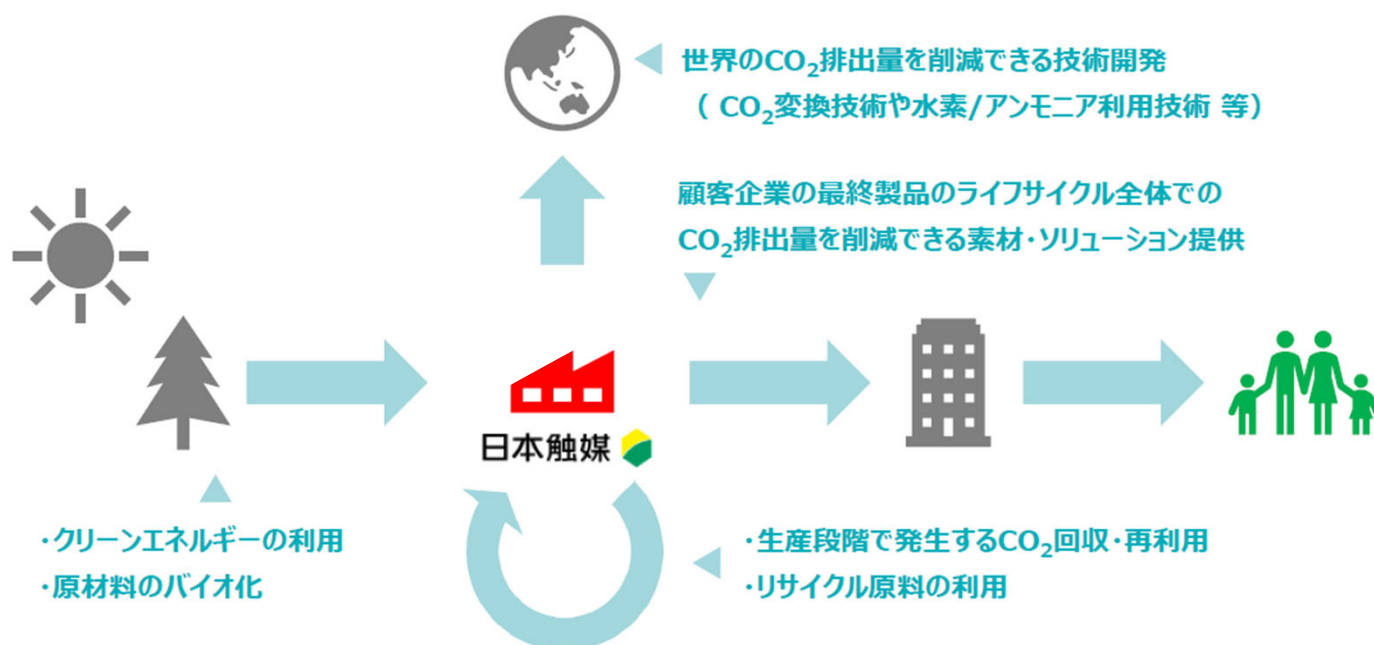 世界のCO₂排出量を削減できる技術開発
( CO₂変換技術や水素/アンモニア利用技術 等)
顧客企業の最終製品のライフサイクル全体での
CO₂排出量を削減できる素材・ソリューション提供
日本触媒
・クリーンエネルギーの利用
・原材料のバイオ化
・生産段階で発生するCO₂回収・再利用
・リサイクル原料の利用